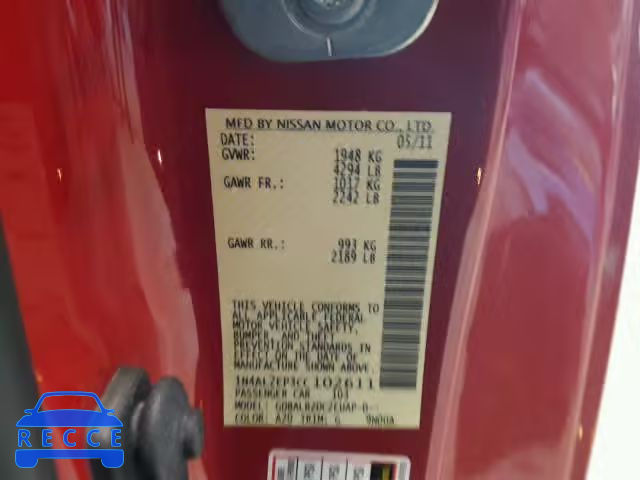 MFD BY NISSAN MOTOR CO., LTD.
DATE: 05/11
GVWR: 1948 KG
4294 LB
GAWR FR.: 1017 KG
2242 LB
GAWR RR.: 993 KG
2189 LB
THIS VEHICLE CONFORMS TO
ALL APPLICABLE FEDERAL
MOTOR VEHICLE SAFETY,
BUMPER, AND THEFT
PREVENTION STANDARDS IN
EFFECT ON THE DATE OF
MANUFACTURE SHOWN ABOVE.
1N4AL2EP3CC102611
PASSENGER CAR
MODEL:
COLOR: A20 TRIM: G
BECCE